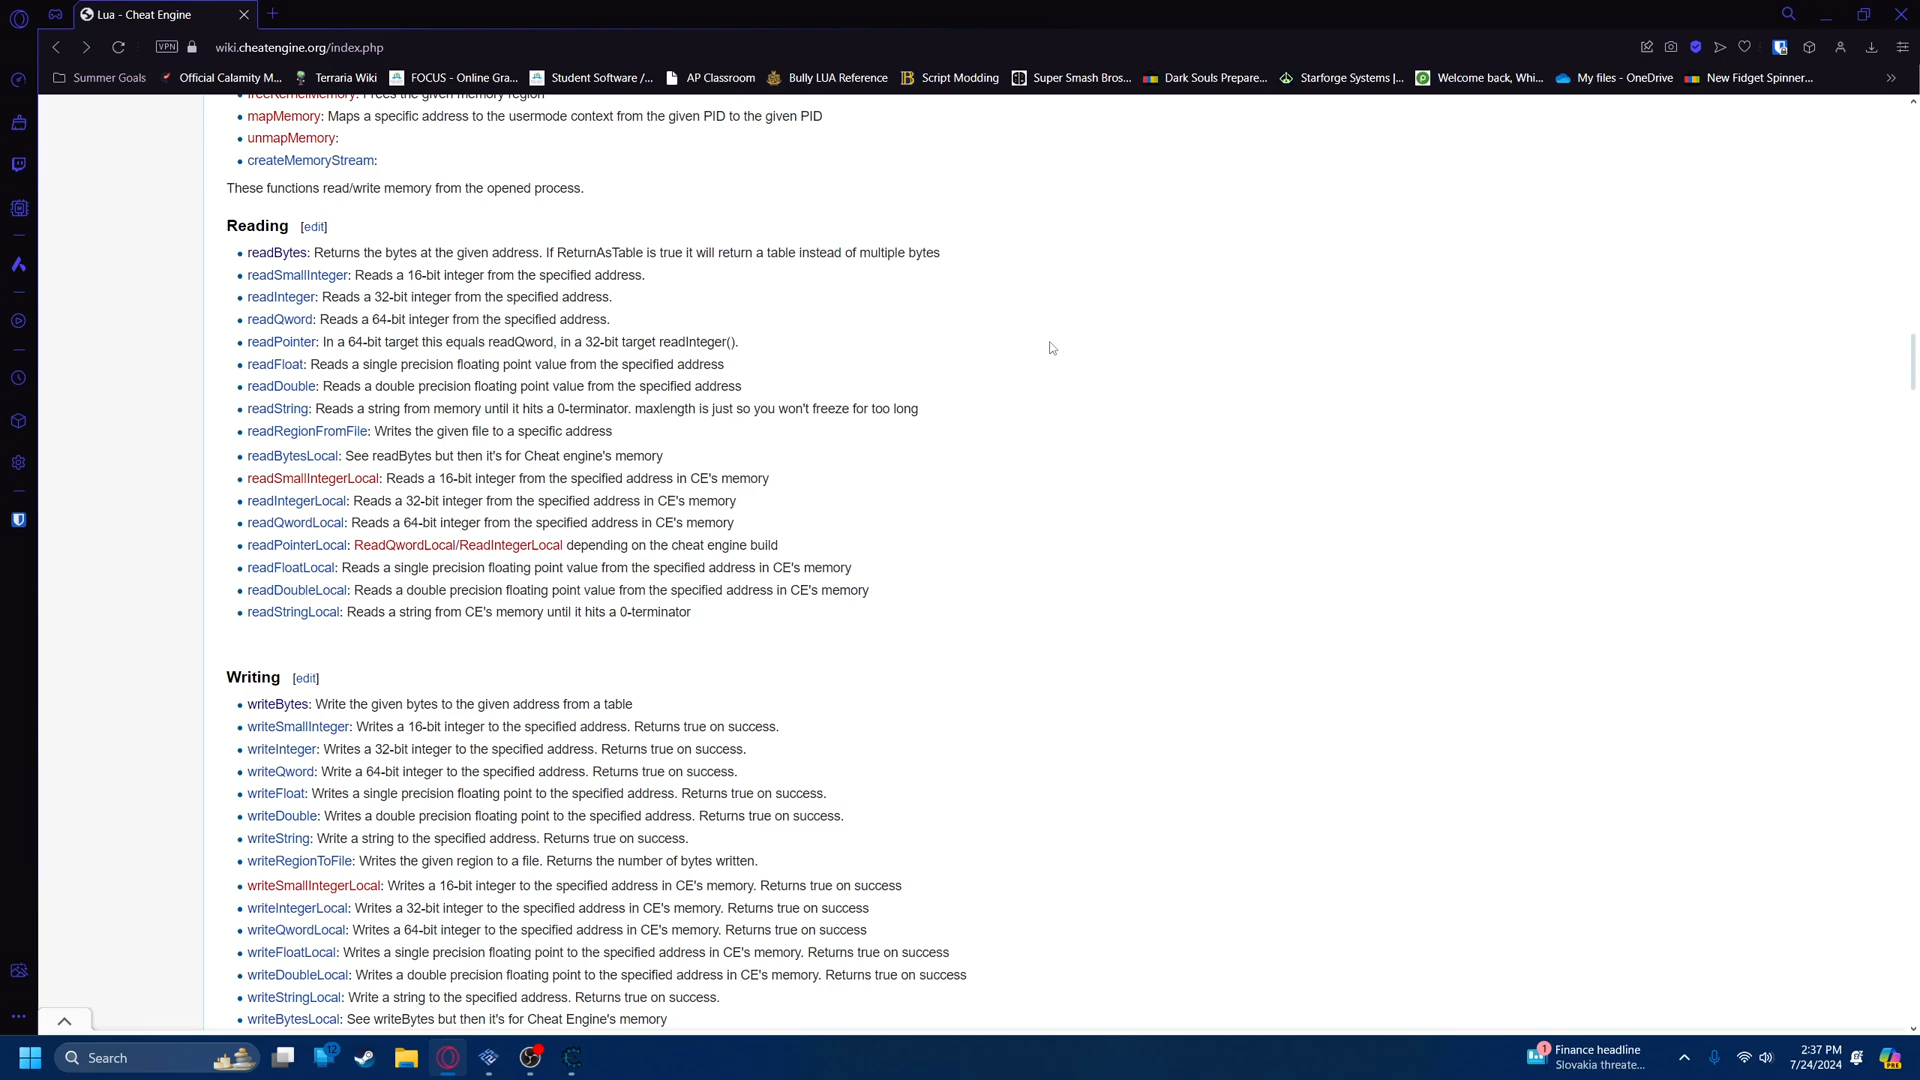 Lua - Cheat Engine
VPN
wiki.cheatengine.org/index.php
Summer Goals
Official Calamity M...
Terraria Wiki
FOCUS - Online Gra...
Student Software /...
AP Classroom
Bully LUA Reference
Script Modding
Super Smash Bros...
Dark Souls Prepare...
Starforge Systems |...
Welcome back, Whi...
My files - OneDrive
New Fidget Spinner...
freeKernelMemory: Frees the given memory region
mapMemory: Maps a specific address to the usermode context from the given PID to the given PID
unmapMemory:
createMemoryStream:
These functions read/write memory from the opened process.
Reading [edit]
readBytes: Returns the bytes at the given address. If ReturnAsTable is true it will return a table instead of multiple bytes
readSmallInteger: Reads a 16-bit integer from the specified address.
readInteger: Reads a 32-bit integer from the specified address.
readQword: Reads a 64-bit integer from the specified address.
readPointer: In a 64-bit target this equals readQword, in a 32-bit target readInteger().
readFloat: Reads a single precision floating point value from the specified address
readDouble: Reads a double precision floating point value from the specified address
readString: Reads a string from memory until it hits a 0-terminator. maxlength is just so you won't freeze for too long
readRegionFromFile: Writes the given file to a specific address
readBytesLocal: See readBytes but then it's for Cheat engine's memory
readSmallIntegerLocal: Reads a 16-bit integer from the specified address in CE's memory
readIntegerLocal: Reads a 32-bit integer from the specified address in CE's memory
readQwordLocal: Reads a 64-bit integer from the specified address in CE's memory
readPointerLocal: ReadQwordLocal/ReadIntegerLocal depending on the cheat engine build
readFloatLocal: Reads a single precision floating point value from the specified address in CE's memory
readDoubleLocal: Reads a double precision floating point value from the specified address in CE's memory
readStringLocal: Reads a string from CE's memory until it hits a 0-terminator
Writing [edit]
writeBytes: Write the given bytes to the given address from a table
writeSmallInteger: Writes a 16-bit integer to the specified address. Returns true on success.
writeInteger: Writes a 32-bit integer to the specified address. Returns true on success.
writeQword: Write a 64-bit integer to the specified address. Returns true on success.
writeFloat: Writes a single precision floating point to the specified address. Returns true on success.
writeDouble: Writes a double precision floating point to the specified address. Returns true on success.
writeString: Write a string to the specified address. Returns true on success.
writeRegionToFile: Writes the given region to a file. Returns the number of bytes written.
writeSmallIntegerLocal: Writes a 16-bit integer to the specified address in CE's memory. Returns true on success
writeIntegerLocal: Writes a 32-bit integer to the specified address in CE's memory. Returns true on success
writeQwordLocal: Writes a 64-bit integer to the specified address in CE's memory. Returns true on success
writeFloatLocal: Writes a single precision floating point to the specified address in CE's memory. Returns true on success
writeDoubleLocal: Writes a double precision floating point to the specified address in CE's memory. Returns true on success
writeStringLocal: Write a string to the specified address. Returns true on success.
writeBytesLocal: See writeBytes but then it's for Cheat Engine's memory
Search
12
1
Finance headline
Slovakia threate...
2:37 PM
7/24/2024
PRE